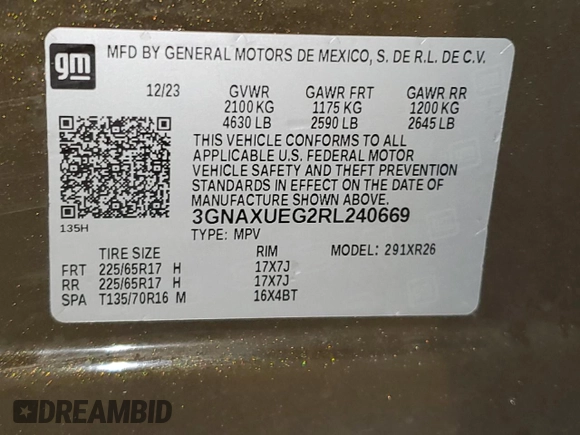 gm
MFD BY GENERAL MOTORS DE MEXICO, S. DE R.L. DE C.V.
12/23 GVWR GAWR FRT GAWR RR
2100 KG 1175 KG 1200 KG
4630 LB 2590 LB 2645 LB
THIS VEHICLE CONFORMS TO ALL
APPLICABLE U.S. FEDERAL MOTOR
VEHICLE SAFETY AND THEFT PREVENTION
STANDARDS IN EFFECT ON THE DATE OF
MANUFACTURE SHOWN ABOVE.
3GNAXUEG2RL240669
135H TYPE: MPV
TIRE SIZE RIM MODEL: 291XR26
FRT 225/65R17 H 17X7J
RR 225/65R17 H 17X7J
SPA T135/70R16 M 16X4BT
DREAMBID